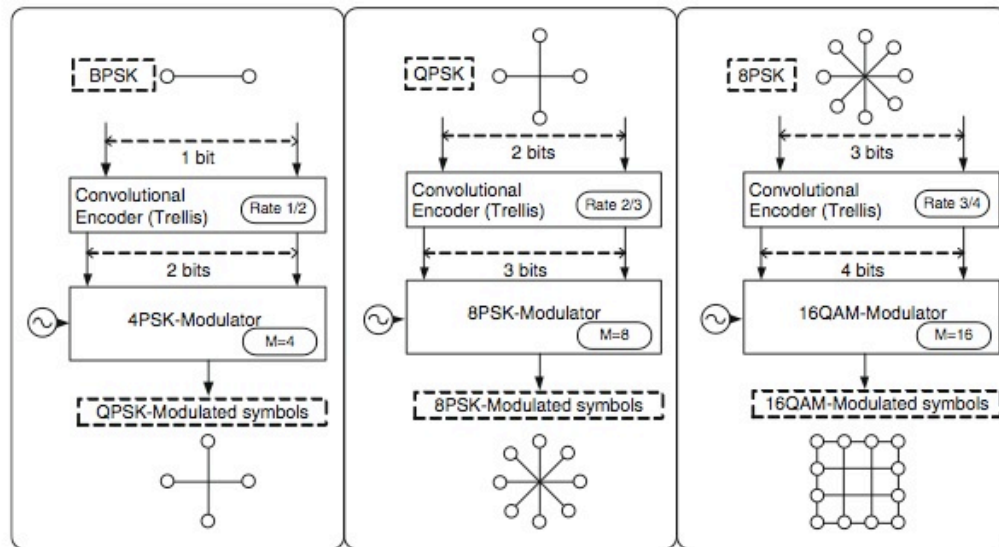 BPSK
1 bit
Convolutional
Encoder (Trellis)
Rate 1/2
2 bits
4PSK-Modulator
M=4
QPSK-Modulated symbols
QPSK
2 bits
Convolutional
Encoder (Trellis)
Rate 2/3
3 bits
8PSK-Modulator
M=8
8PSK-Modulated symbols
8PSK
3 bits
Convolutional
Encoder (Trellis)
Rate 3/4
4 bits
16QAM-Modulator
M=16
16QAM-Modulated symbols